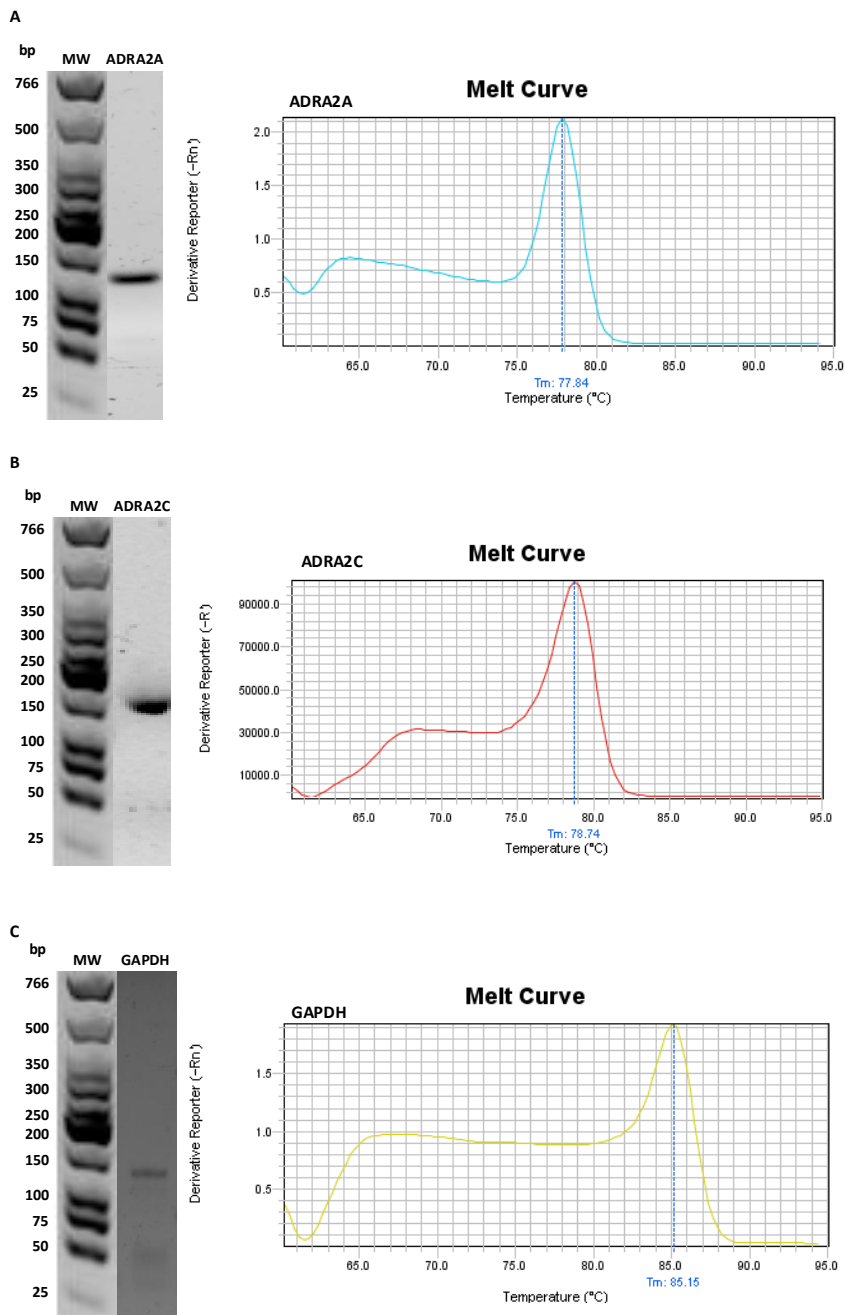 A
bp
MW ADRA2A
766
500
350
300
250
200
150
100
75
50
25
Melt Curve
ADRA2A
Derivative Reporter (-Rn')
2.0
1.5
1.0
0.5
65.0 70.0 75.0 80.0 85.0 90.0 95.0
Tm: 77.84
Temperature (°C)
B
bp
MW ADRA2C
766
500
350
300
250
200
150
100
75
50
25
Melt Curve
ADRA2C
Derivative Reporter (-R')
90000.0
70000.0
50000.0
30000.0
10000.0
65.0 70.0 75.0 80.0 85.0 90.0 95.0
Tm: 78.74
Temperature (°C)
C
bp
MW GAPDH
766
500
350
300
250
200
150
100
75
50
25
Melt Curve
GAPDH
Derivative Reporter (-Rn')
1.5
1.0
0.5
65.0 70.0 75.0 80.0 85.0 90.0 95.0
Tm: 85.15
Temperature (°C)